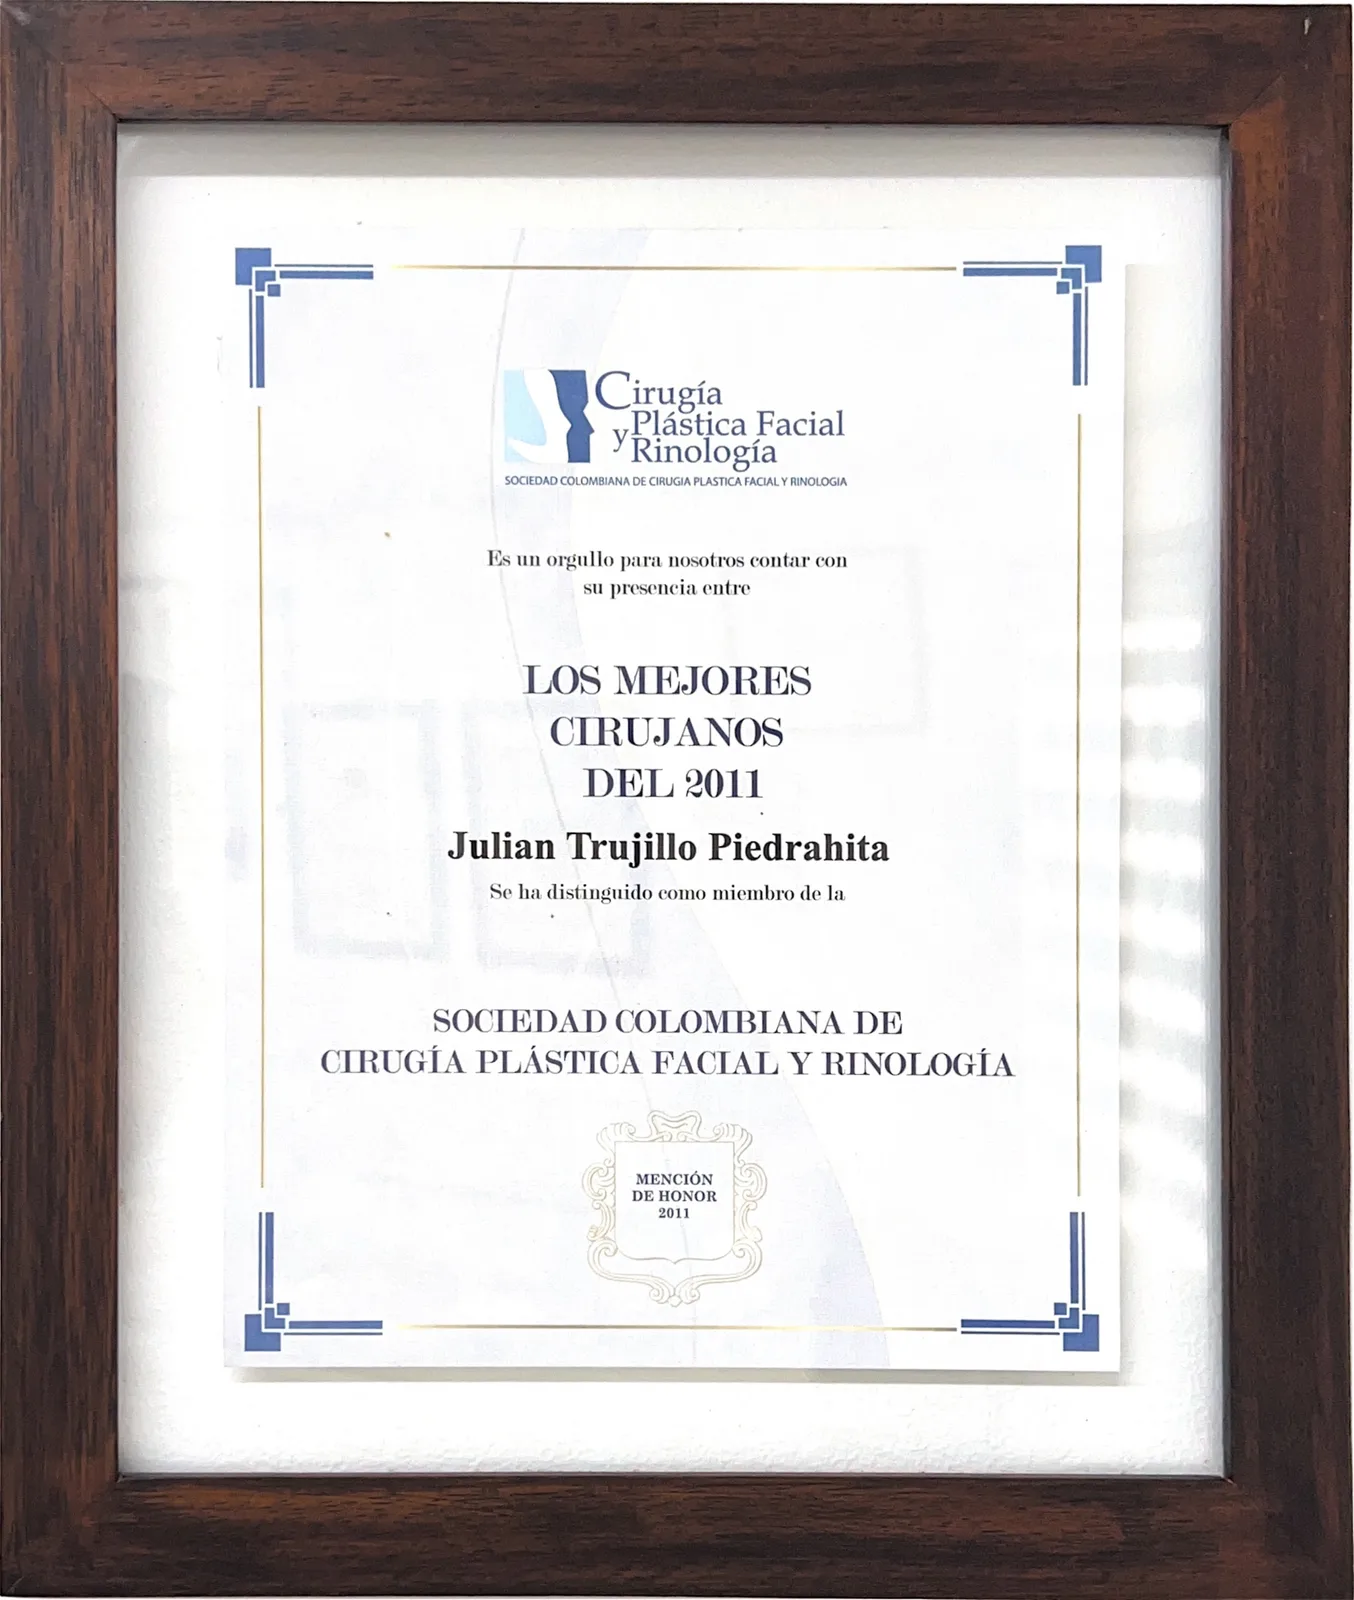 Cirugía
Plástica Facial
y Rinología
SOCIEDAD COLOMBIANA DE CIRUGIA PLASTICA FACIAL Y RINOLOGIA
Es un orgullo para nosotros contar con
su presencia entre
LOS MEJORES
CIRUJANOS
DEL 2011
Julian Trujillo Piedrahita
Se ha distinguido como miembro de la
SOCIEDAD COLOMBIANA DE
CIRUGÍA PLÁSTICA FACIAL Y RINOLOGÍA
MENCIÓN
DE HONOR
2011